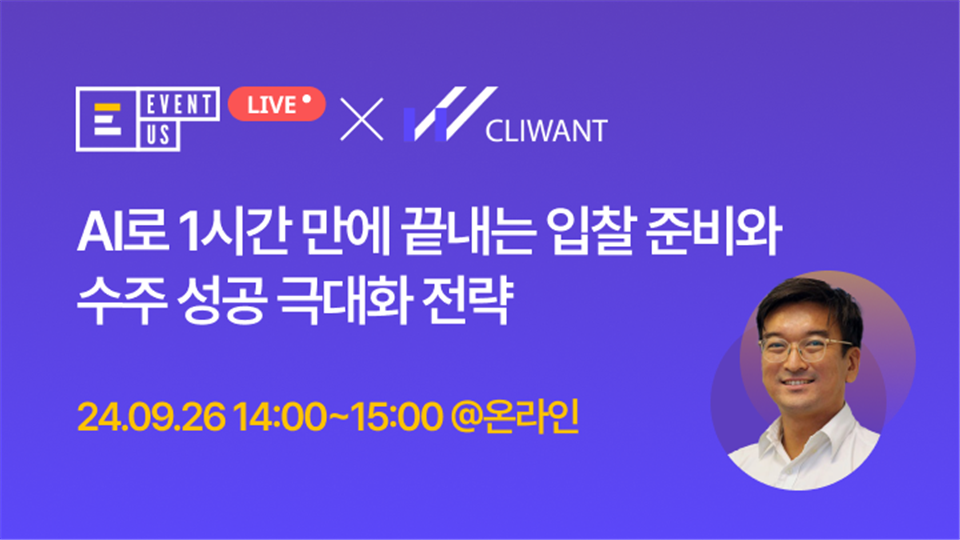 EVENT
US
LIVE
CLIWANT
AI로 1시간 만에 끝내는 입찰 준비와
수주 성공 극대화 전략
24.09.26 14:00~15:00 @온라인